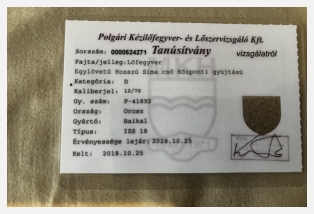 Polgári Kézilőfegyver- és Lőszervizsgáló Kft.
Sorszám: 0000624271 Tanúsítvány vizsgálatról
Fajta/jelleg: Lőfegyver
Egylövetű Hosszú Sima cső Központi gyújtású
Kategória: D
Kaliberjel: 12/70
Gy. szám: P-41892
Ország: Orosz
Gyártó: Baikal
Típus: IZS 18
Érvényessége lejár: 2028.10.25
Kelt: 2018.10.25